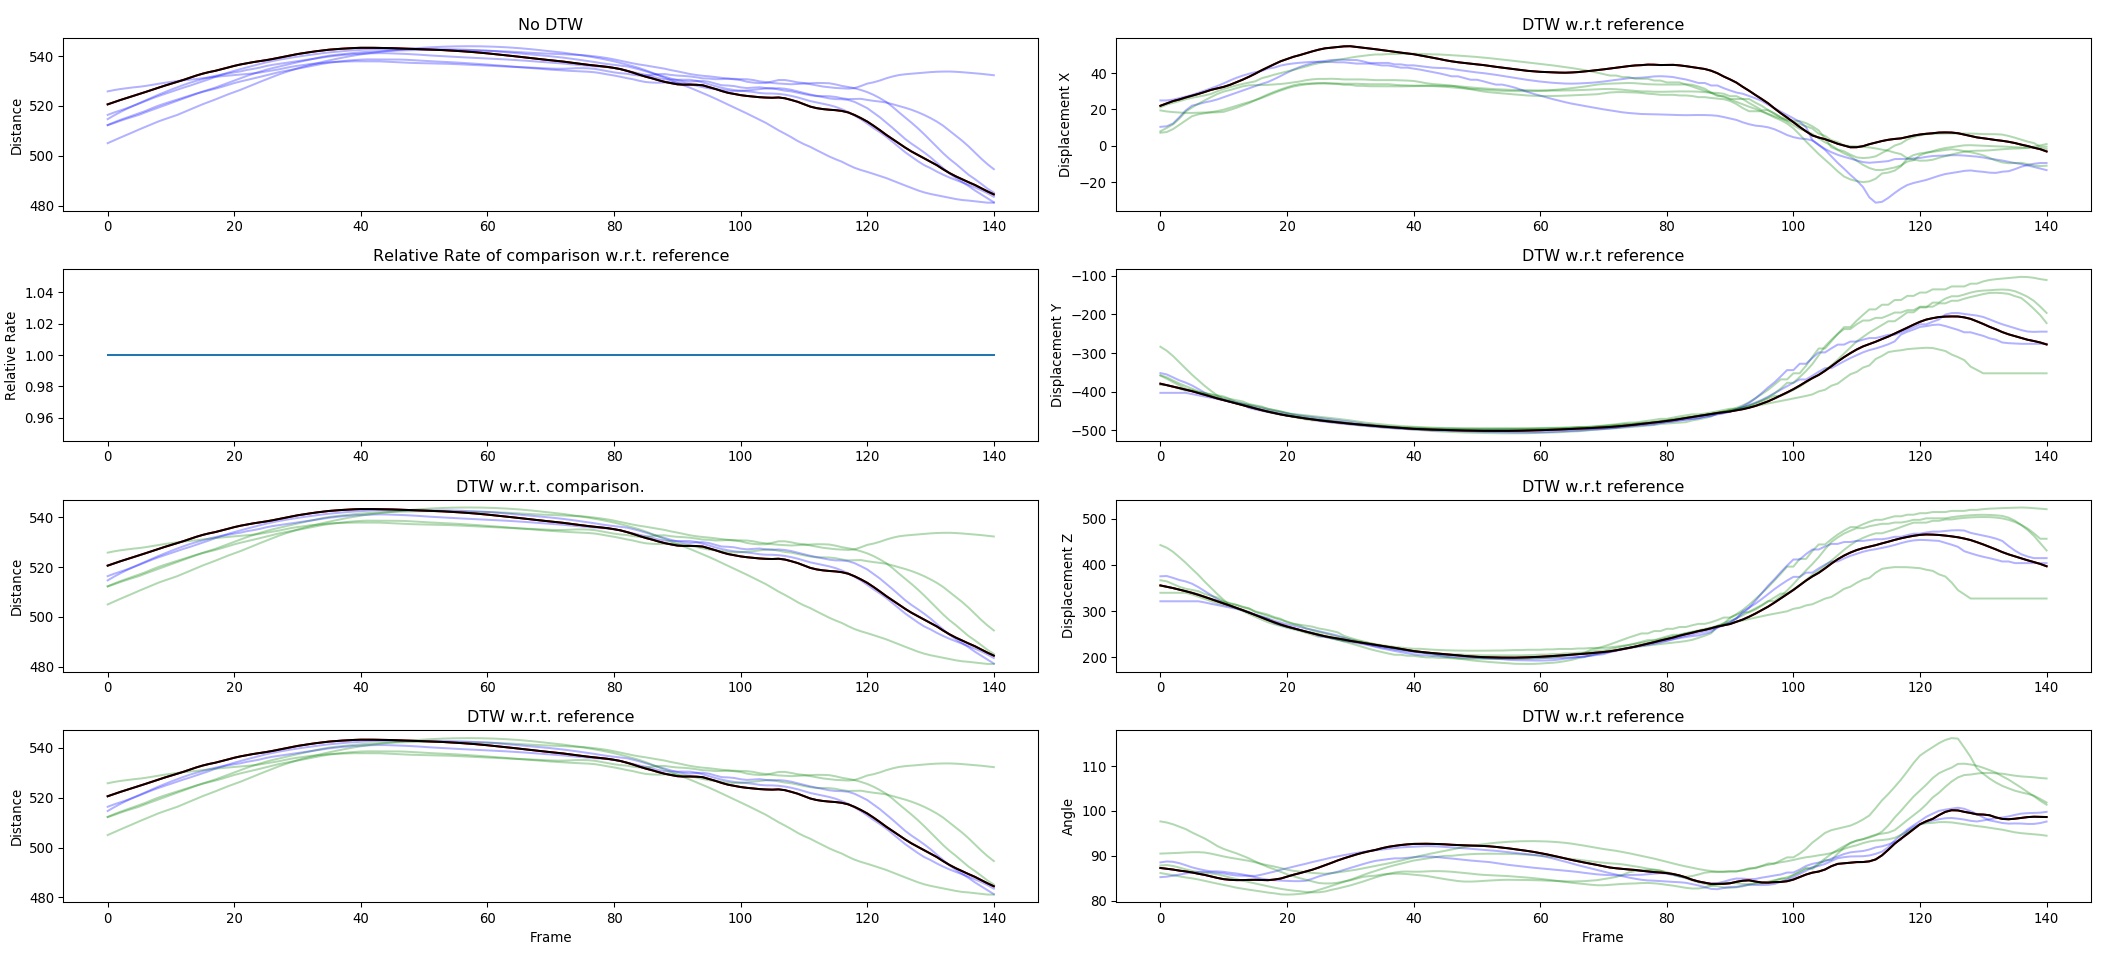 No DTW
Distance
540
520
500
480
0 20 40 60 80 100 120 140
Relative Rate of comparison w.r.t. reference
Relative Rate
1.04
1.02
1.00
0.98
0.96
0 20 40 60 80 100 120 140
DTW w.r.t. comparison.
Distance
540
520
500
480
0 20 40 60 80 100 120 140
DTW w.r.t. reference
Distance
540
520
500
480
0 20 40 60 80 100 120 140
Frame
DTW w.r.t reference
Displacement X
40
20
0
−20
0 20 40 60 80 100 120 140
DTW w.r.t reference
Displacement Y
−100
−200
−300
−400
−500
0 20 40 60 80 100 120 140
DTW w.r.t reference
Displacement Z
500
400
300
200
0 20 40 60 80 100 120 140
DTW w.r.t reference
Angle
110
100
90
80
0 20 40 60 80 100 120 140
Frame